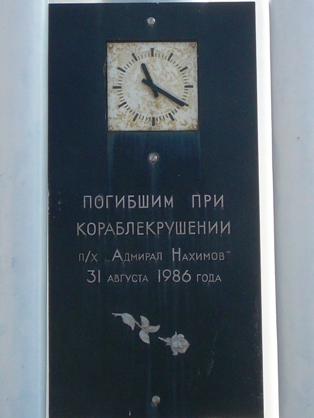 ПОГИБШИМ ПРИ
КОРАБЛЕКРУШЕНИИ
П/Х „АДМИРАЛ НАХИМОВ"
31 АВГУСТА 1986 ГОДА